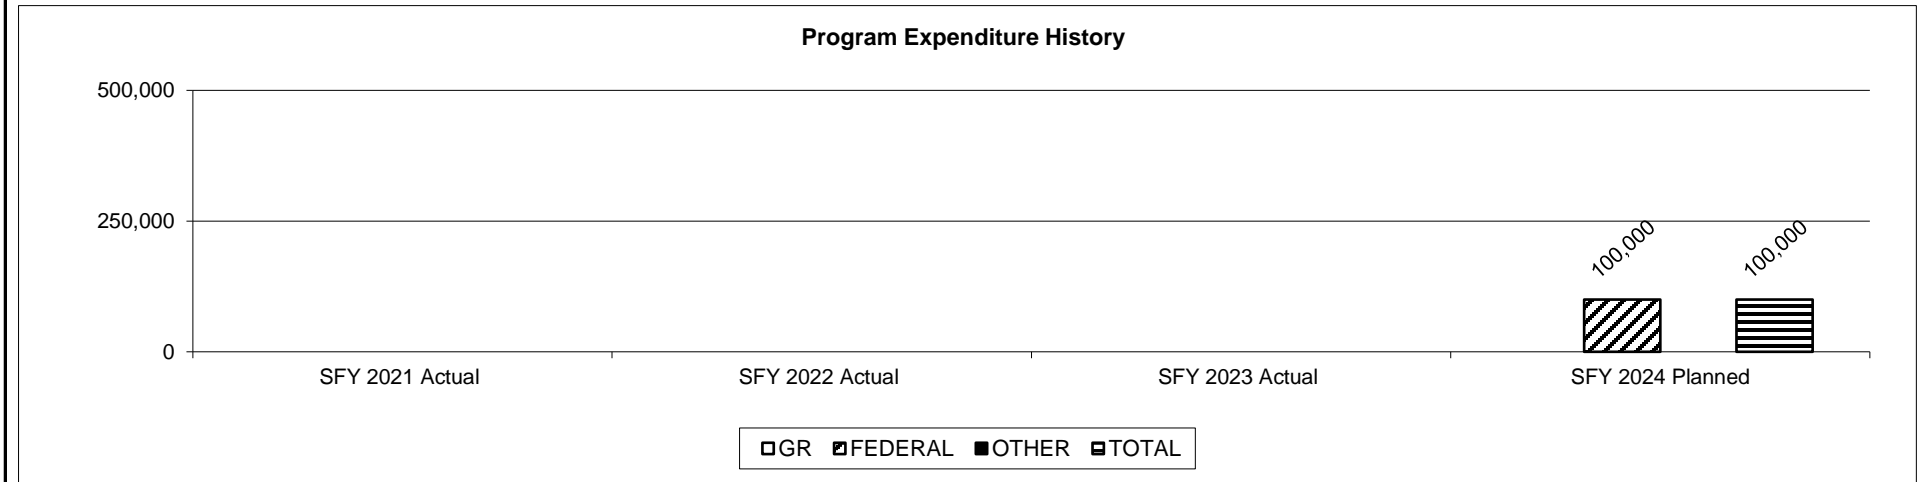 Program Expenditure History
500,000
250,000
0
100,000
100,000
SFY 2021 Actual
SFY 2022 Actual
SFY 2023 Actual
SFY 2024 Planned
GR FEDERAL OTHER TOTAL